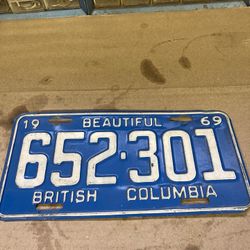 19 BEAUTIFUL 69
652-301
BRITISH COLUMBIA